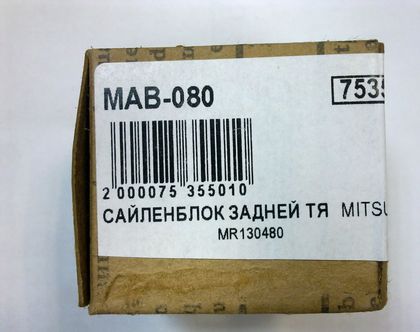 MAB-080 7535
2 000075 355010
САЙЛЕНБЛОК ЗАДНЕЙ ТЯ MITSU
MR130480